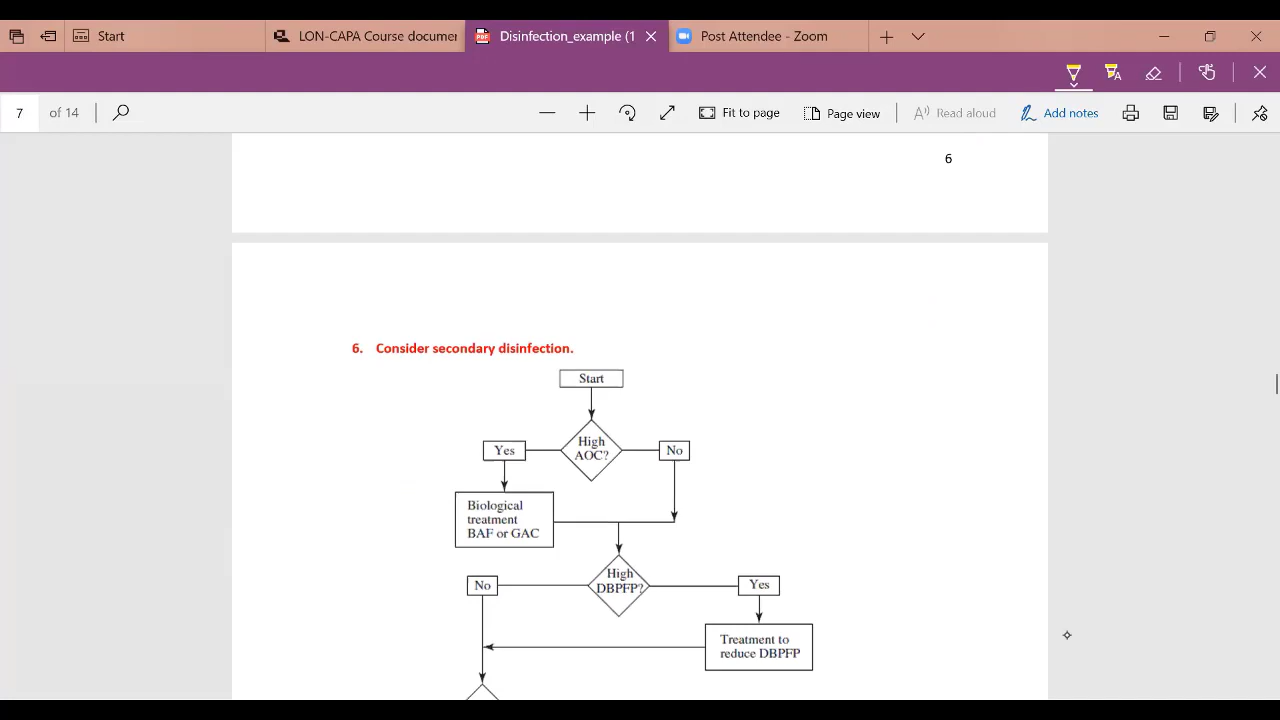 Start
LON-CAPA Course documen
Disinfection_example (1
Post Attendee - Zoom
7 of 14
Fit to page
Page view
Read aloud
Add notes
6
6. Consider secondary disinfection.
Start
High
AOC?
Yes
No
Biological
treatment
BAF or GAC
High
DBPFP?
No
Yes
Treatment to
reduce DBPFP